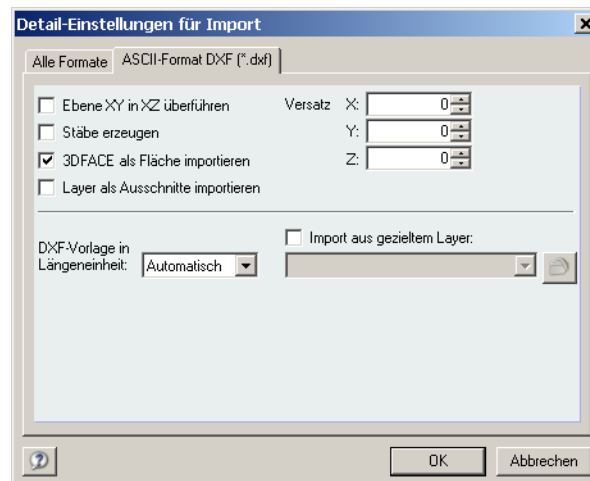 Detail-Einstellungen für Import
Alle Formate
ASCII-Format DXF (*.dxf)
Ebene XY in XZ überführen
Versatz X: 0
Stäbe erzeugen
Y: 0
3DFACE als Fläche importieren
Z: 0
Layer als Ausschnitte importieren
DXF-Vorlage in
Längeneinheit: Automatisch
Import aus gezieltem Layer:
OK
Abbrechen